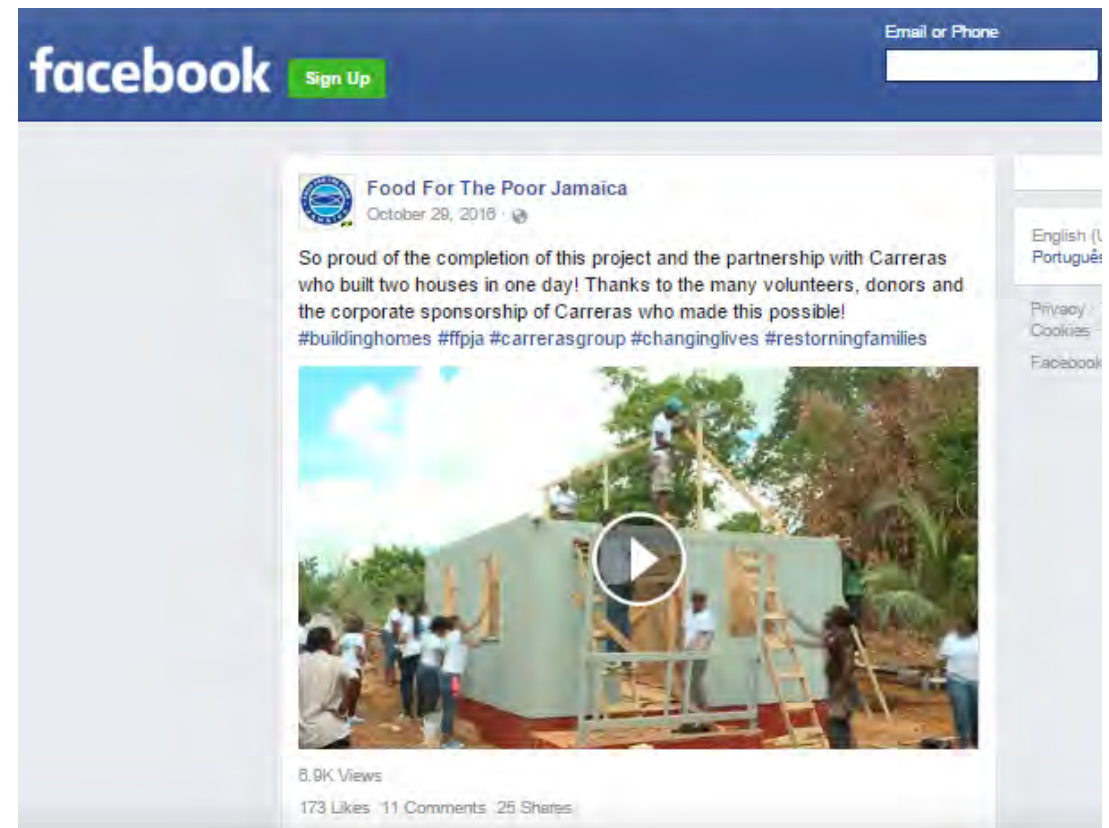 Email or Phone
facebook
Sign Up
Food For The Poor Jamaica
October 29, 2016
So proud of the completion of this project and the partnership with Carreras
who built two houses in one day! Thanks to the many volunteers, donors and
the corporate sponsorship of Carreras who made this possible!
#buildinghomes #ffpja #carrerasgroup #changinglives #restorningfamilies
6.9K Views
173 Likes 11 Comments 25 Shares
English (U
Português
Privacy
Cookies
Facebook